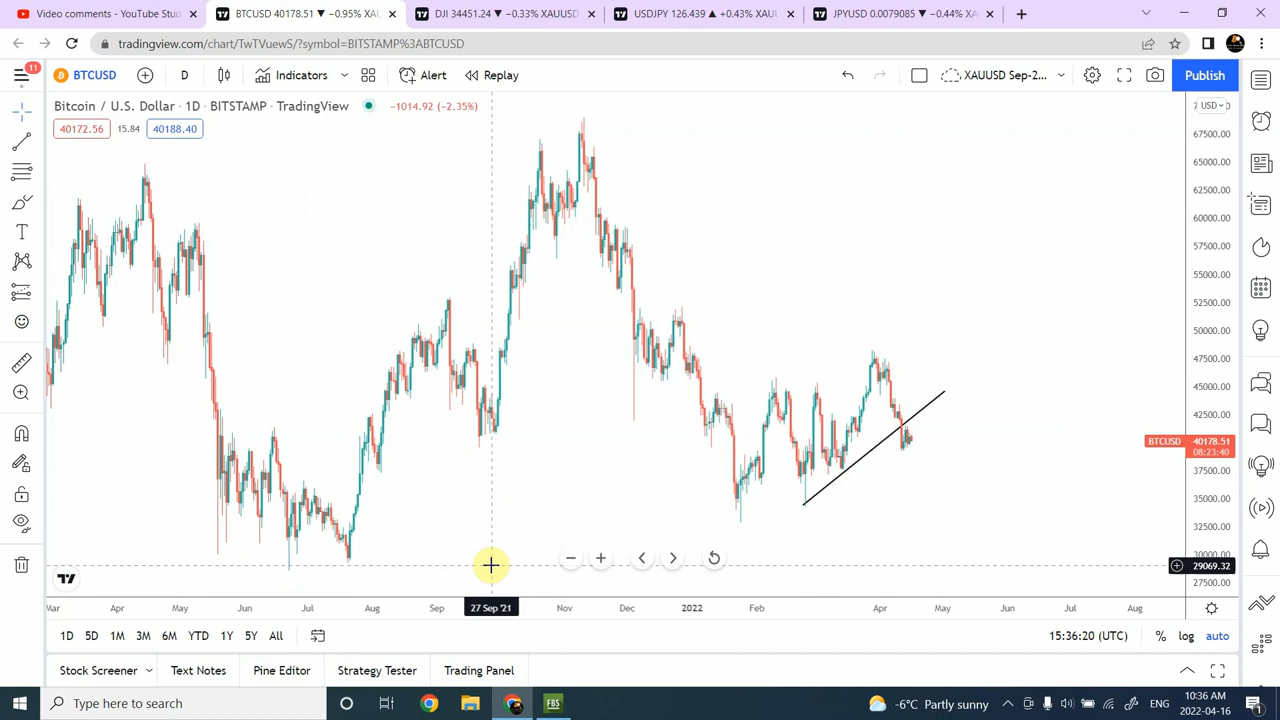 Video comments - YouTube Stud
BTCUSD 40178.51 ▼ −0.95% XAU
DJI 34451.24 ▼ −0.33% XAUUSD
USDJPY 126.439 ▲ +0.43% XAU
JPYUSD 0.0079085 ▼ −0.44% XA
tradingview.com/chart/TwTVuewS/?symbol=BITSTAMP%3ABTCUSD
11
BTCUSD
D
Indicators
Alert
Replay
XAUUSD Sep-2...
Publish
Bitcoin / U.S. Dollar · 1D · BITSTAMP · TradingView
−1014.92 (−2.35%)
USD
40172.56
15.84
40188.40
67500.00
65000.00
62500.00
60000.00
57500.00
55000.00
52500.00
50000.00
47500.00
45000.00
42500.00
BTCUSD 40178.51
08:23:40
37500.00
35000.00
32500.00
30000.00
29069.32
27500.00
Mar
Apr
May
Jun
Jul
Aug
Sep
27 Sep '21
Nov
Dec
2022
Feb
Apr
May
Jun
Jul
Aug
1D
5D
1M
3M
6M
YTD
1Y
5Y
All
15:36:20 (UTC)
%
log
auto
Stock Screener
Text Notes
Pine Editor
Strategy Tester
Trading Panel
Type here to search
FBS
-6°C Partly sunny
ENG
10:36 AM
2022-04-16
1